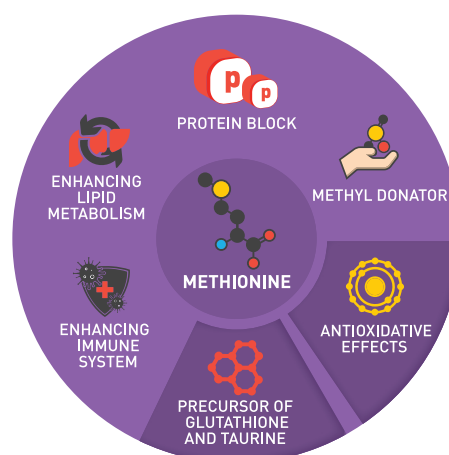 p
p
PROTEIN BLOCK
METHYL DONATOR
ANTIOXIDATIVE
EFFECTS
PRECURSOR OF
GLUTATHIONE
AND TAURINE
ENHANCING
IMMUNE
SYSTEM
ENHANCING
LIPID
METABOLISM
METHIONINE